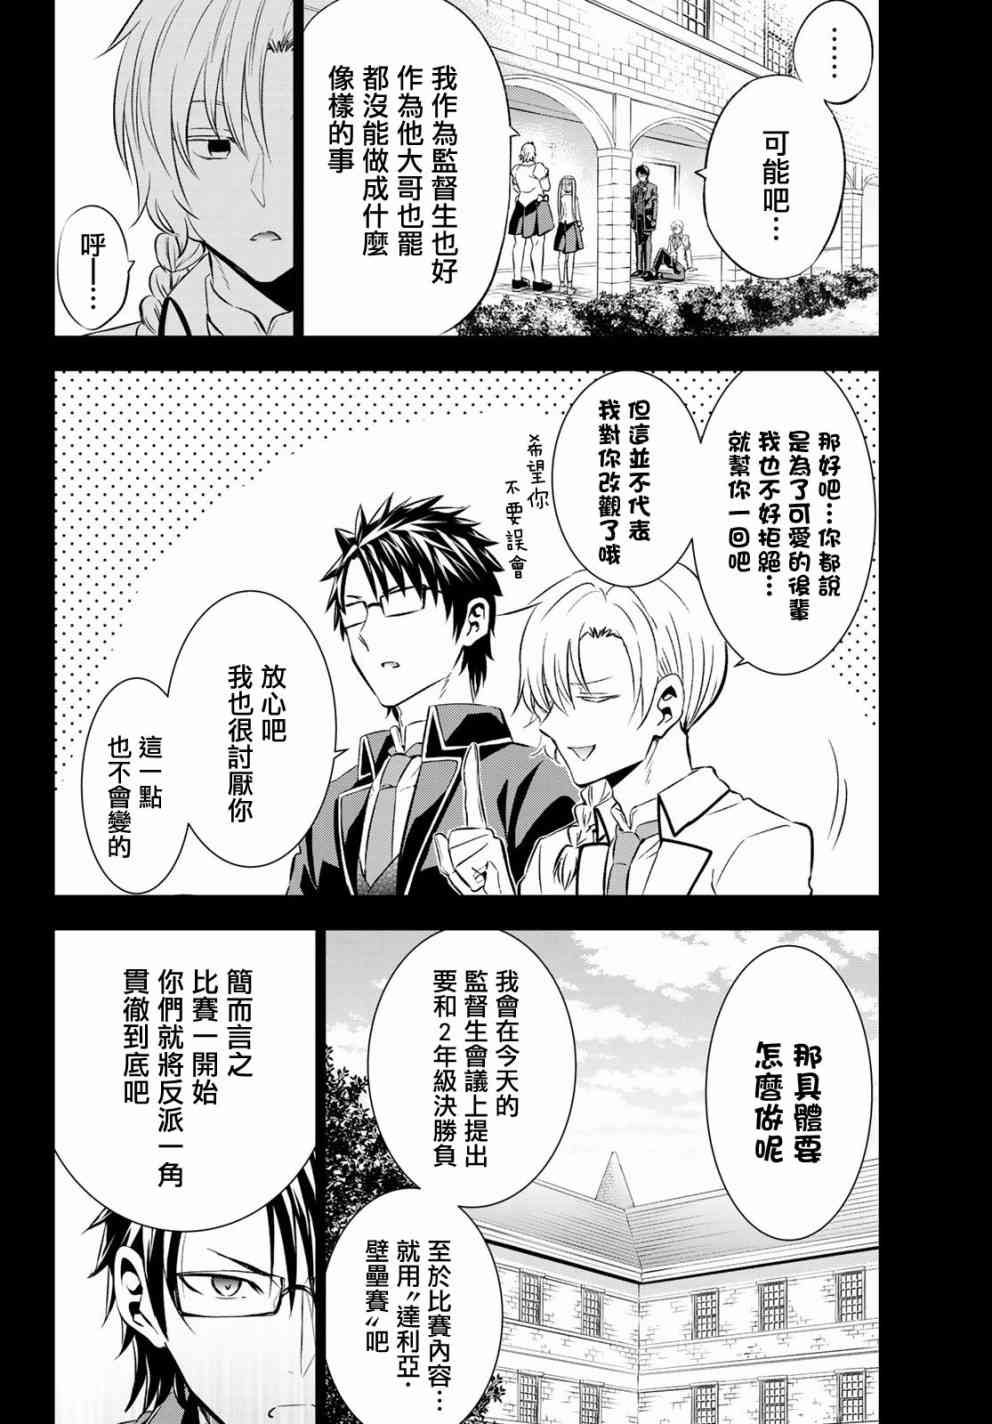 ……
可能吧…
我作為監督生也好
作為他大哥也罷
都沒能做成什麼
像樣的事
呼—…
那好吧…你都說
是為了可愛的後輩
我也不好拒絕…
就幫你一回吧
但這並不代表
我對你改觀了哦
希望你
不要誤會
放心吧
我也很討厭你
這一點
也不會變的
那具體要
怎麼做呢
我會在今天的
監督生會議上提出
要和2年級決勝負
至於比賽內容…
就用〝達利亞·
壁壘賽〞吧
簡而言之
比賽一開始
你們就將反派一角
貫徹到底吧